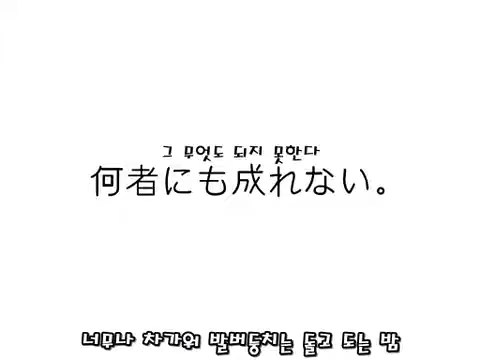 그 무엇도 되지 못한다
何者にも成れない。
너무나 차가워 발버둥치는 돌고 도는 밤